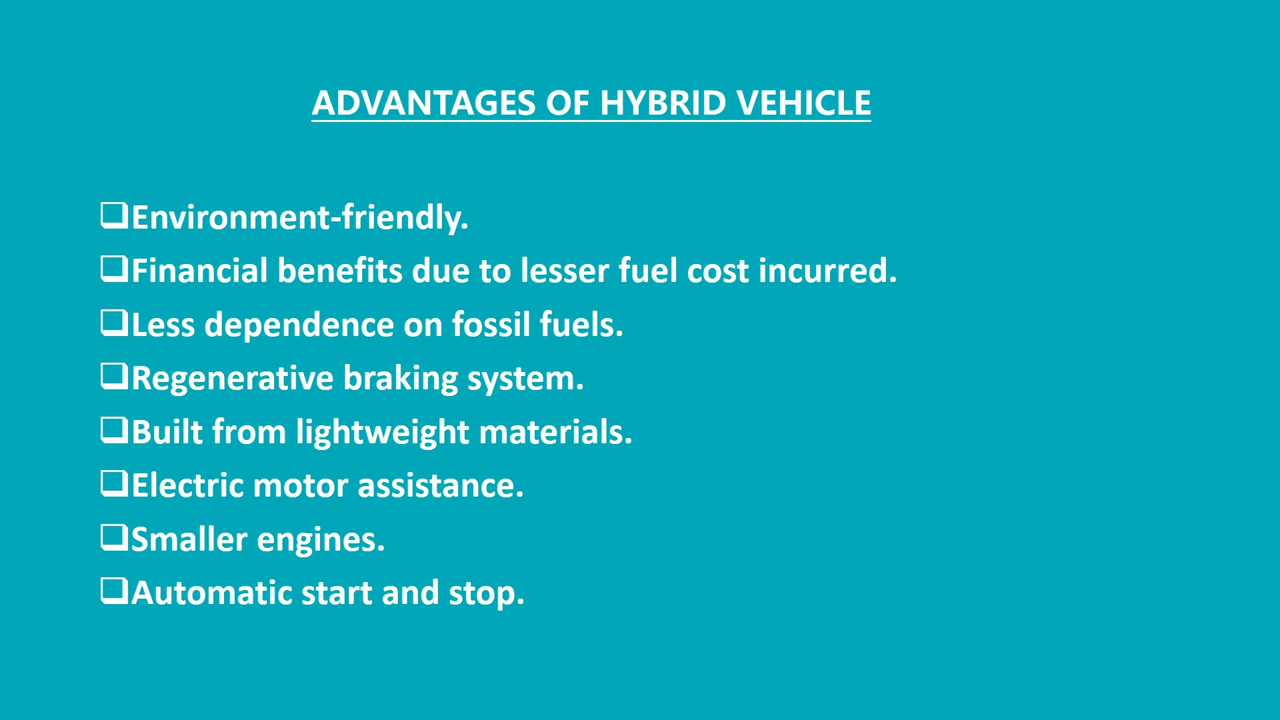 ADVANTAGES OF HYBRID VEHICLE
❑Environment-friendly.
❑Financial benefits due to lesser fuel cost incurred.
❑Less dependence on fossil fuels.
❑Regenerative braking system.
❑Built from lightweight materials.
❑Electric motor assistance.
❑Smaller engines.
❑Automatic start and stop.